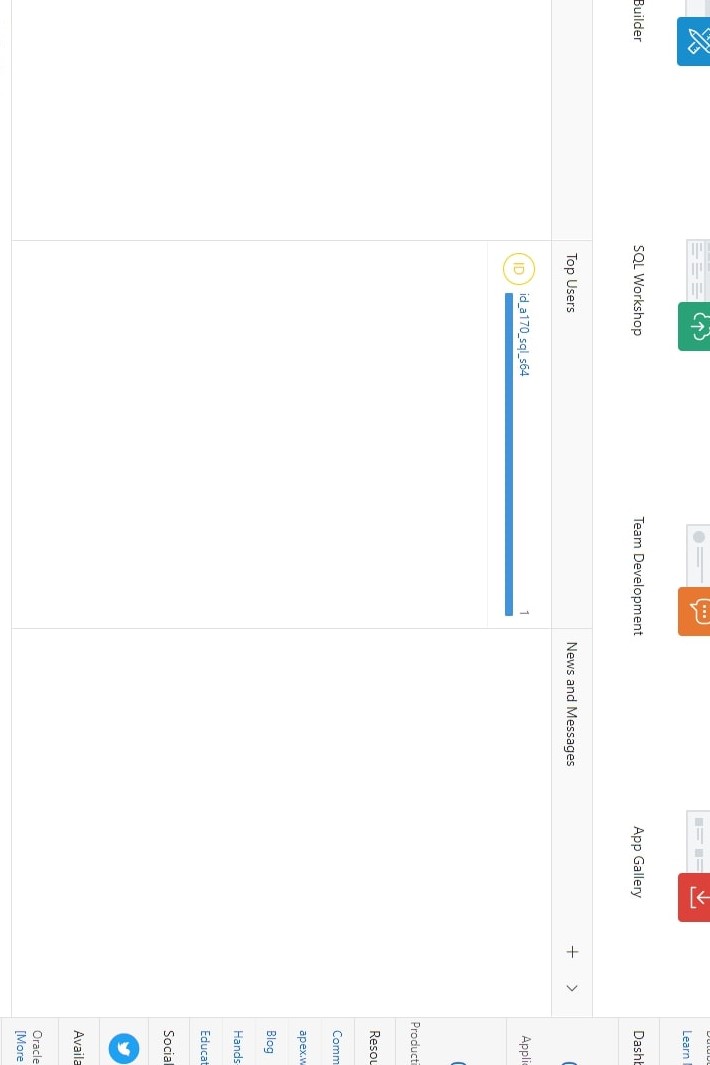 Builder
SQL Workshop
Team Development
App Gallery
Top Users
ID
id_a170_sql_s64
1
News and Messages
Learn
Dashb
Applic
Producti
Resou
Comm
apex.w
Blog
Hands
Educat
Social
Availa
Oracle
[More